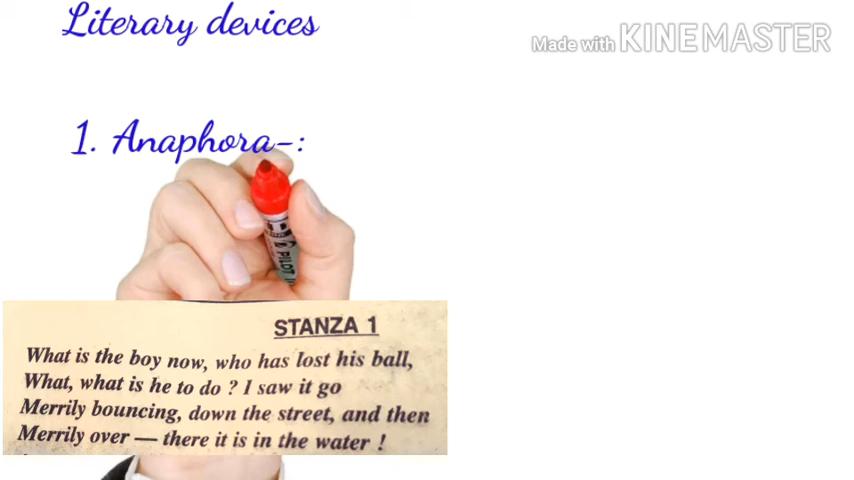 Literary devices
Made with KINEMASTER
1. Anaphora-:
PILOT
STANZA 1
What is the boy now, who has lost his ball,
What, what is he to do ? I saw it go
Merrily bouncing, down the street, and then
Merrily over — there it is in the water !